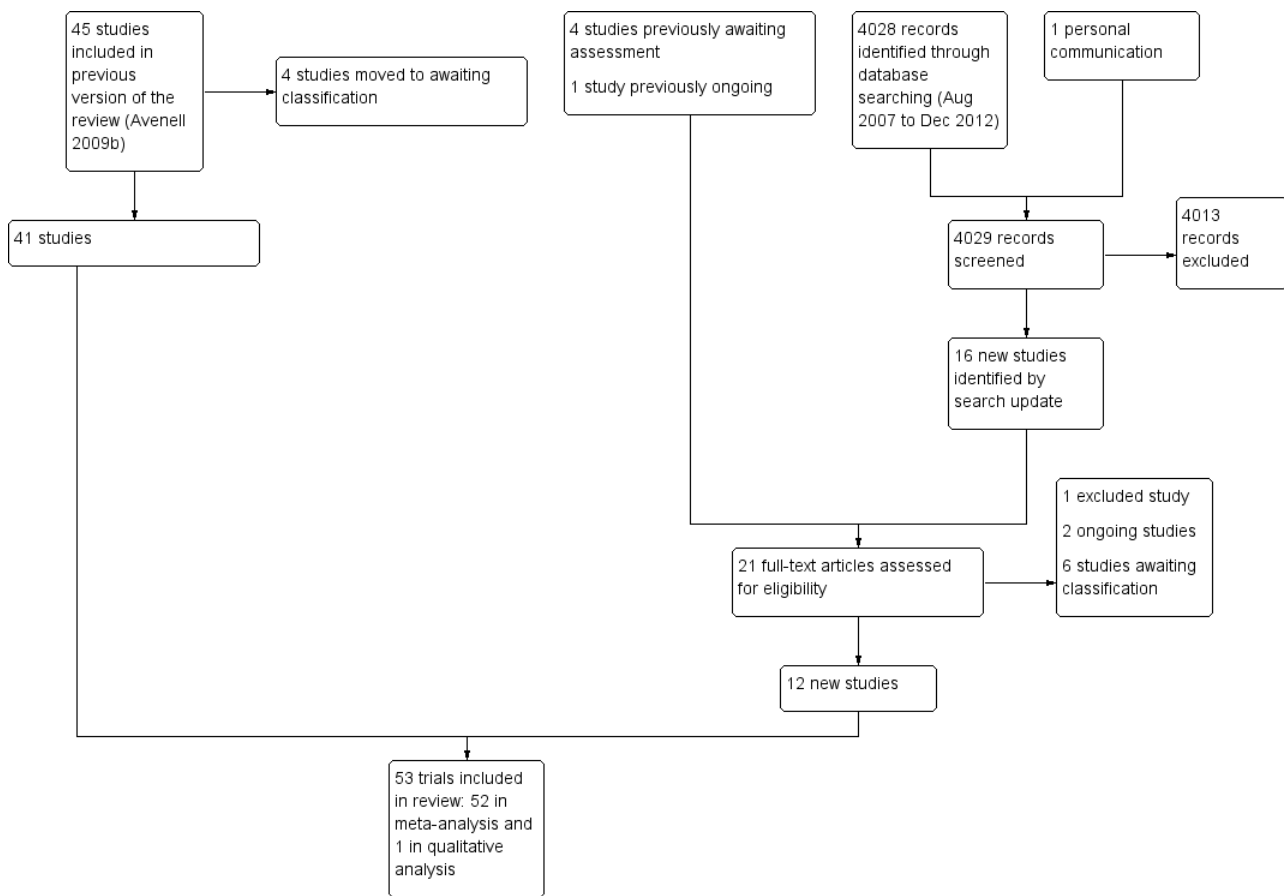 45 studies
included in
previous
version of the
review (Avenell
2009b)
4 studies moved to awaiting
classification
4 studies previously awaiting
assessment
1 study previously ongoing
4028 records
identified through
database
searching (Aug
2007 to Dec 2012)
1 personal
communication
41 studies
4029 records
screened
4013
records
excluded
16 new studies
identified by
search update
21 full-text articles assessed
for eligibility
1 excluded study
2 ongoing studies
6 studies awaiting
classification
12 new studies
53 trials included
in review: 52 in
meta-analysis and
1 in qualitative
analysis